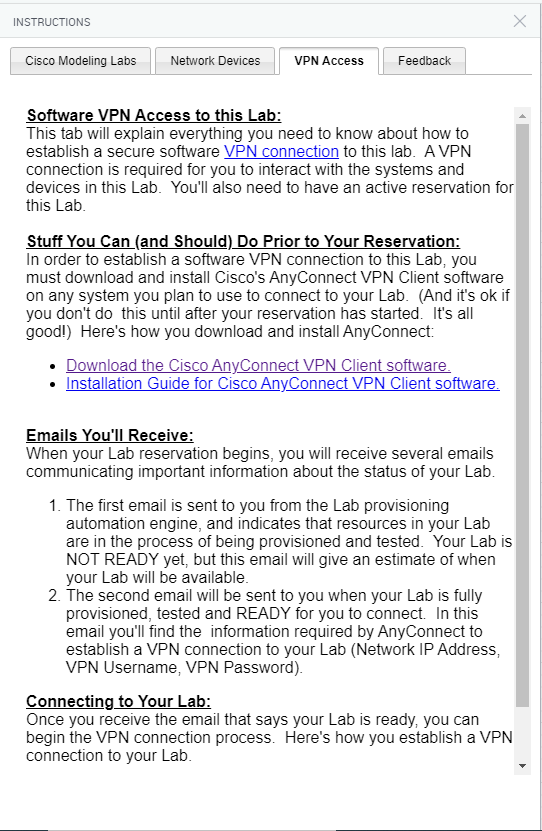 INSTRUCTIONS
Cisco Modeling Labs
Network Devices
VPN Access
Feedback
Software VPN Access to this Lab:
This tab will explain everything you need to know about how to
establish a secure software VPN connection to this lab.  A VPN
connection is required for you to interact with the systems and
devices in this Lab.  You'll also need to have an active reservation for
this Lab.
Stuff You Can (and Should) Do Prior to Your Reservation:
In order to establish a software VPN connection to this Lab, you
must download and install Cisco's AnyConnect VPN Client software
on any system you plan to use to connect to your Lab.  (And it's ok if
you don't do  this until after your reservation has started.  It's all
good!)  Here's how you download and install AnyConnect:
• Download the Cisco AnyConnect VPN Client software.
• Installation Guide for Cisco AnyConnect VPN Client software.
Emails You'll Receive:
When your Lab reservation begins, you will receive several emails
communicating important information about the status of your Lab.
1. The first email is sent to you from the Lab provisioning
automation engine, and indicates that resources in your Lab
are in the process of being provisioned and tested.  Your Lab is
NOT READY yet, but this email will give an estimate of when
your Lab will be available.
2. The second email will be sent to you when your Lab is fully
provisioned, tested and READY for you to connect.  In this
email you'll find the  information required by AnyConnect to
establish a VPN connection to your Lab (Network IP Address,
VPN Username, VPN Password).
Connecting to Your Lab:
Once you receive the email that says your Lab is ready, you can
begin the VPN connection process.  Here's how you establish a VPN
connection to your Lab.